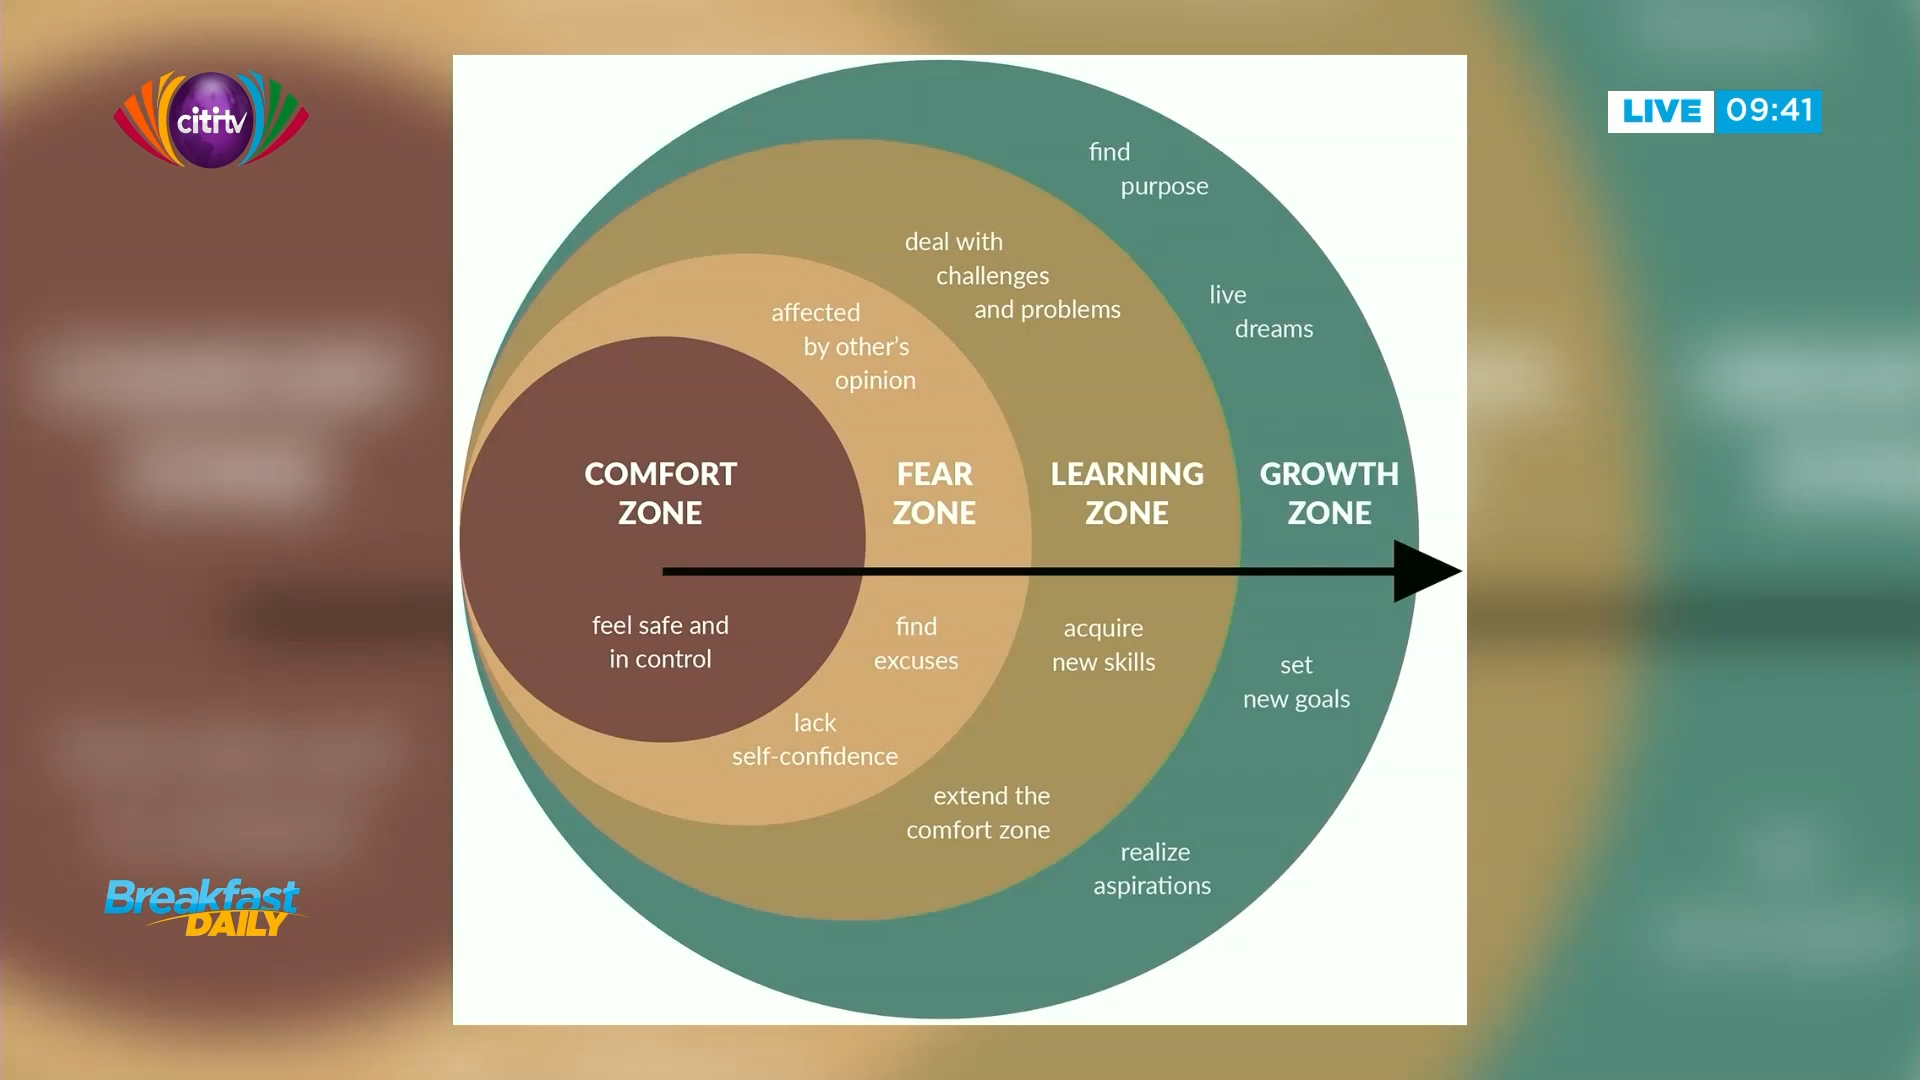 citi tv
LIVE 09:41
find
purpose
deal with
challenges
and problems
live
dreams
affected
by other's
opinion
COMFORT
ZONE
FEAR
ZONE
LEARNING
ZONE
GROWTH
ZONE
feel safe and
in control
find
excuses
acquire
new skills
set
new goals
lack
self-confidence
extend the
comfort zone
realize
aspirations
Breakfast
DAILY